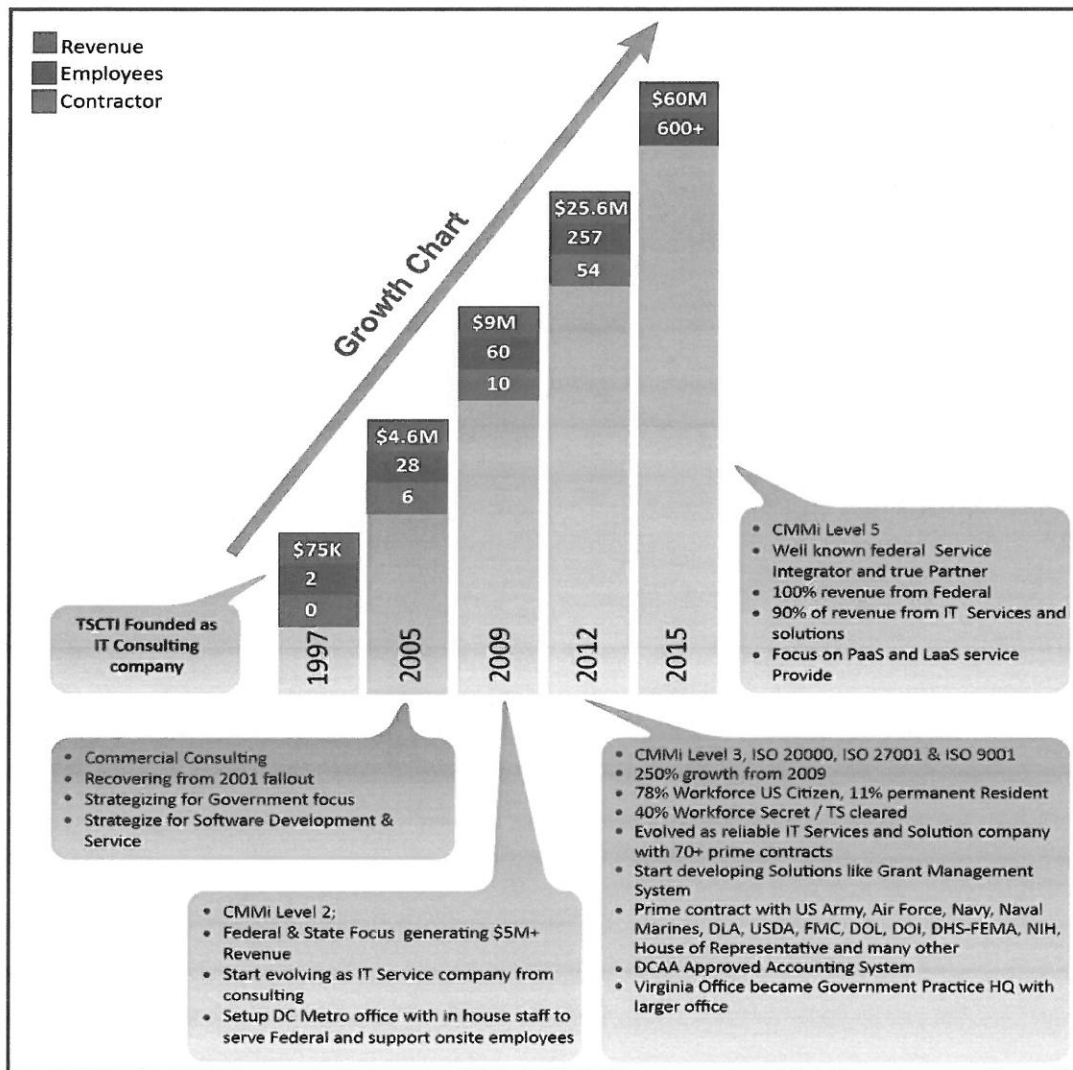 Revenue
Employees
Contractor
Growth Chart
$75K
2
0
1997
$4.6M
28
6
2005
$9M
60
10
2009
$25.6M
257
54
2012
$60M
600+
2015
TSCTI Founded as
IT Consulting
company
• Commercial Consulting
• Recovering from 2001 fallout
• Strategizing for Government focus
• Strategize for Software Development &
Service
• CMMi Level 2;
• Federal & State Focus generating $5M+
Revenue
• Start evolving as IT Service company from
consulting
• Setup DC Metro office with in house staff to
serve Federal and support onsite employees
• CMMi Level 3, ISO 20000, ISO 27001 & ISO 9001
• 250% growth from 2009
• 78% Workforce US Citizen, 11% permanent Resident
• 40% Workforce Secret / TS cleared
• Evolved as reliable IT Services and Solution company
with 70+ prime contracts
• Start developing Solutions like Grant Management
System
• Prime contract with US Army, Air Force, Navy, Naval
Marines, DLA, USDA, FMC, DOL, DOI, DHS-FEMA, NIH,
House of Representative and many other
• DCAA Approved Accounting System
• Virginia Office became Government Practice HQ with
larger office
• CMMi Level 5
• Well known federal Service
Integrator and true Partner
• 100% revenue from Federal
• 90% of revenue from IT Services and
solutions
• Focus on PaaS and LaaS service
Provide